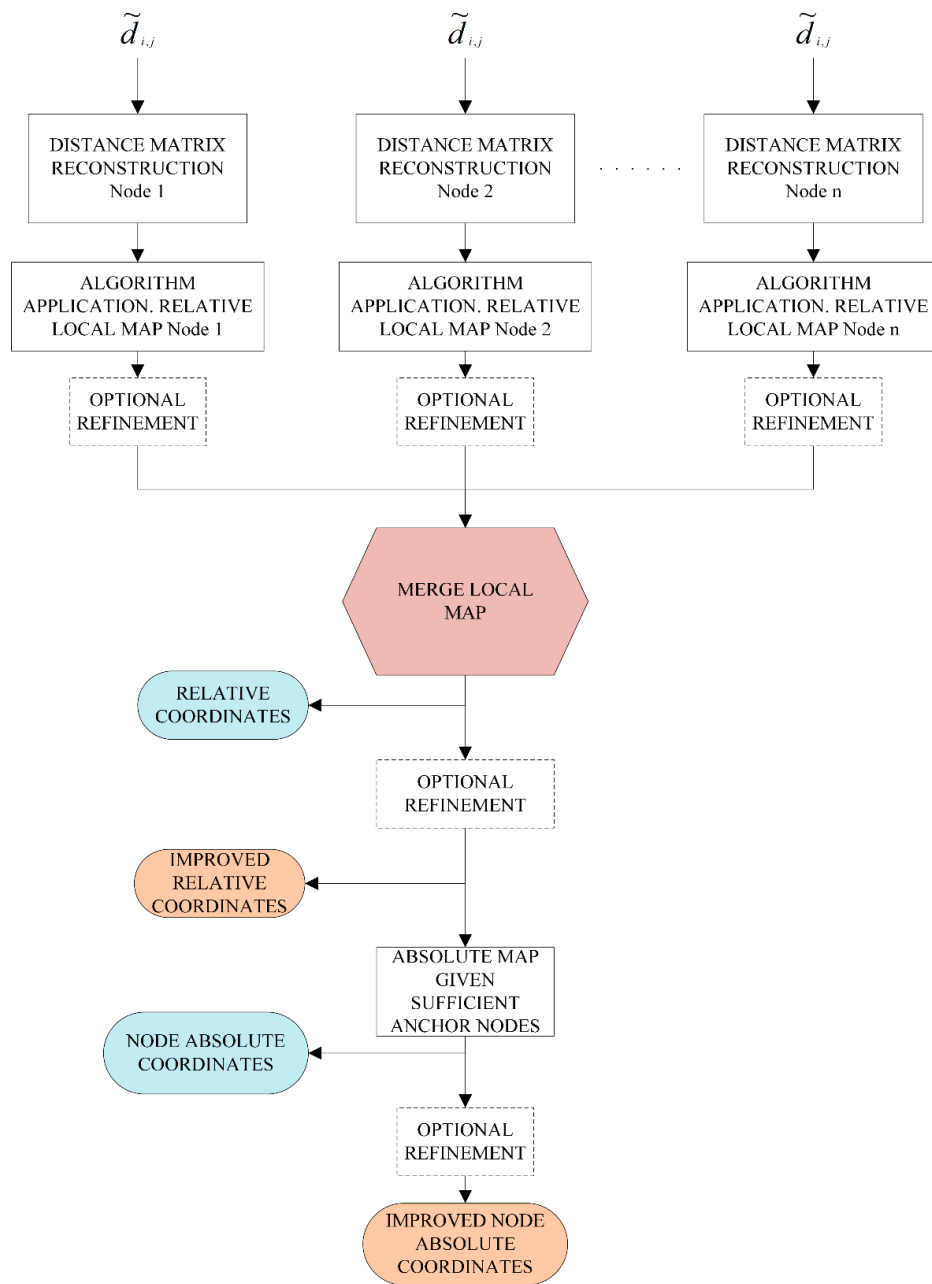 d̃ i,j
d̃ i,j
d̃ i,j
DISTANCE MATRIX
RECONSTRUCTION
Node 1
DISTANCE MATRIX
RECONSTRUCTION
Node 2
. . . . . .
DISTANCE MATRIX
RECONSTRUCTION
Node n
ALGORITHM
APPLICATION. RELATIVE
LOCAL MAP Node 1
ALGORITHM
APPLICATION. RELATIVE
LOCAL MAP Node 2
ALGORITHM
APPLICATION. RELATIVE
LOCAL MAP Node n
OPTIONAL
REFINEMENT
OPTIONAL
REFINEMENT
OPTIONAL
REFINEMENT
MERGE LOCAL
MAP
RELATIVE
COORDINATES
OPTIONAL
REFINEMENT
IMPROVED
RELATIVE
COORDINATES
ABSOLUTE MAP
GIVEN
SUFFICIENT
ANCHOR NODES
NODE ABSOLUTE
COORDINATES
OPTIONAL
REFINEMENT
IMPROVED NODE
ABSOLUTE
COORDINATES